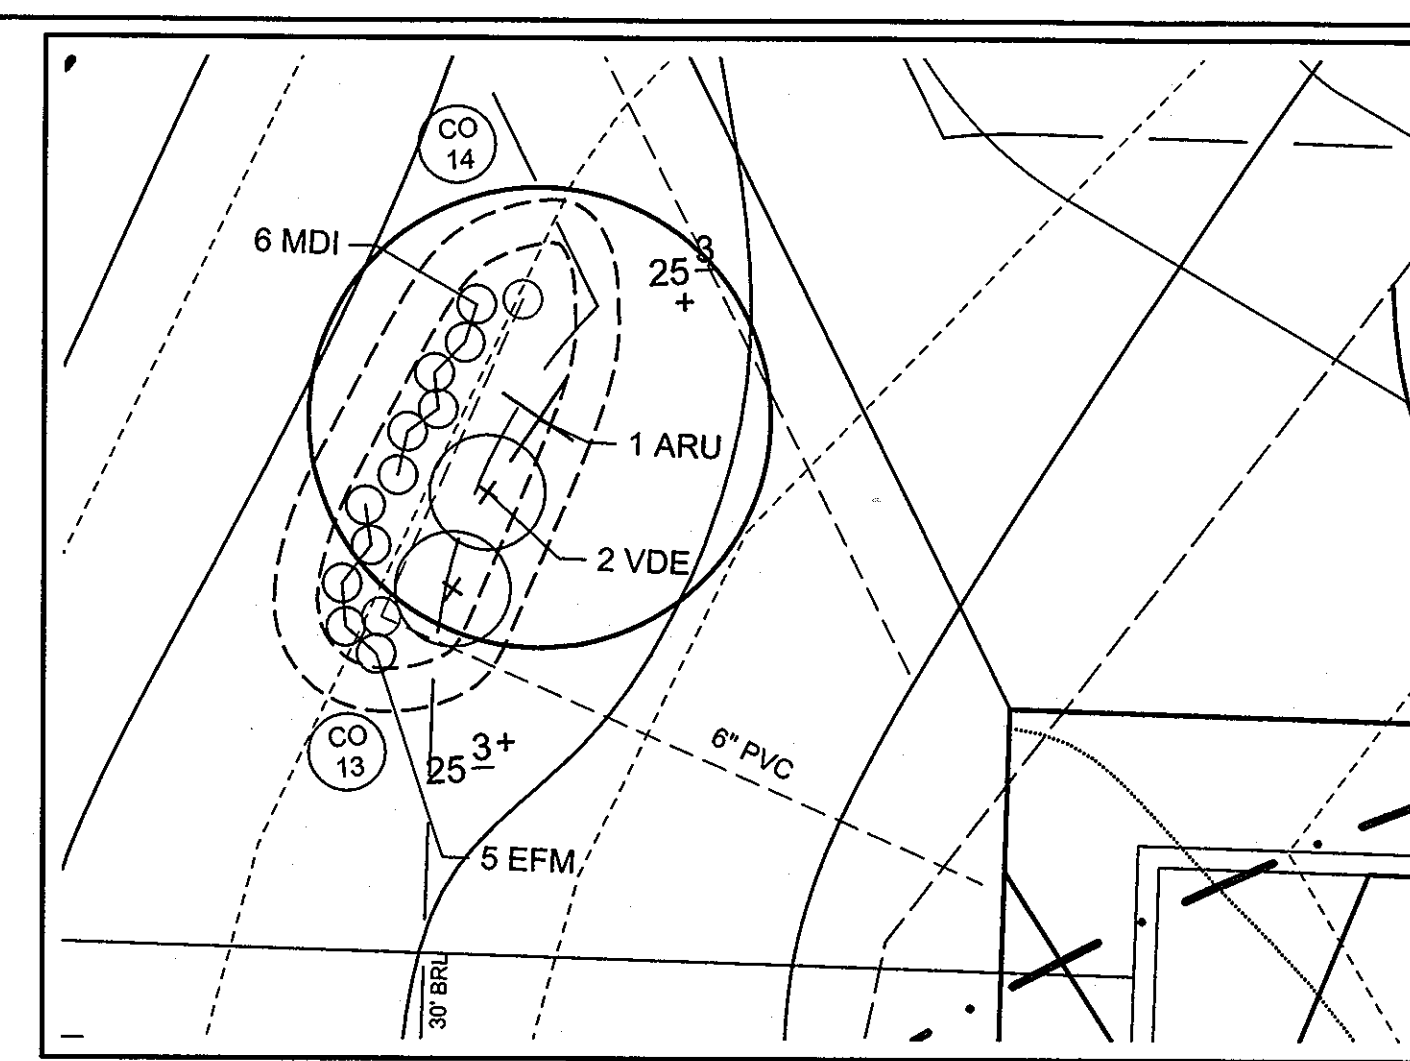 CO
14
6 MDI
25 3
+
1 ARU
2 VDE
6" PVC
CO
13
25 3+
5 EFM
30' BRL